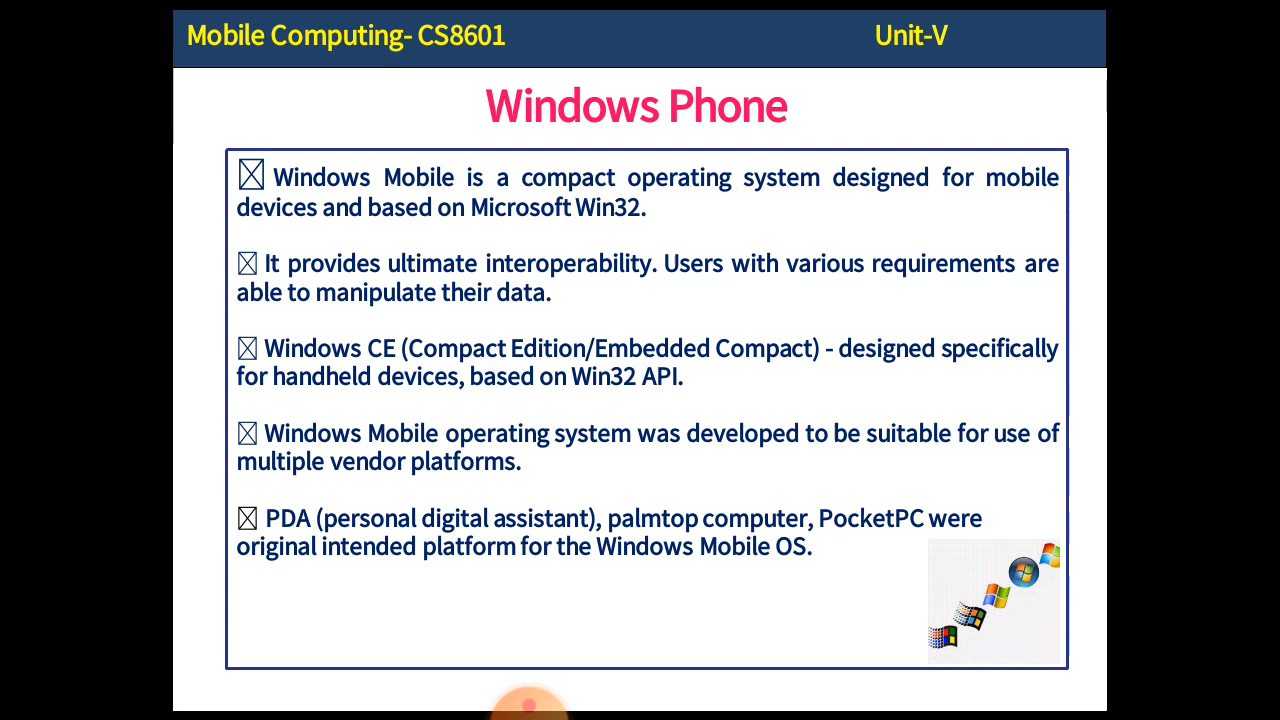 Mobile Computing- CS8601 Unit-V
Windows Phone
Windows Mobile is a compact operating system designed for mobile
devices and based on Microsoft Win32.
It provides ultimate interoperability. Users with various requirements are
able to manipulate their data.
Windows CE (Compact Edition/Embedded Compact) - designed specifically
for handheld devices, based on Win32 API.
Windows Mobile operating system was developed to be suitable for use of
multiple vendor platforms.
PDA (personal digital assistant), palmtop computer, PocketPC were
original intended platform for the Windows Mobile OS.